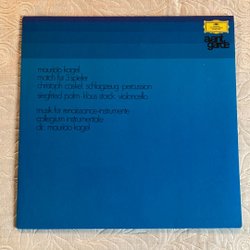 avant
garde
mauricio kagel
match für 3 spieler
christoph caskel · schlagzeug · percussion
siegfried palm · klaus storck · violoncello
musik für renaissance-instrumente
collegium instrumentale
dir. mauricio kagel